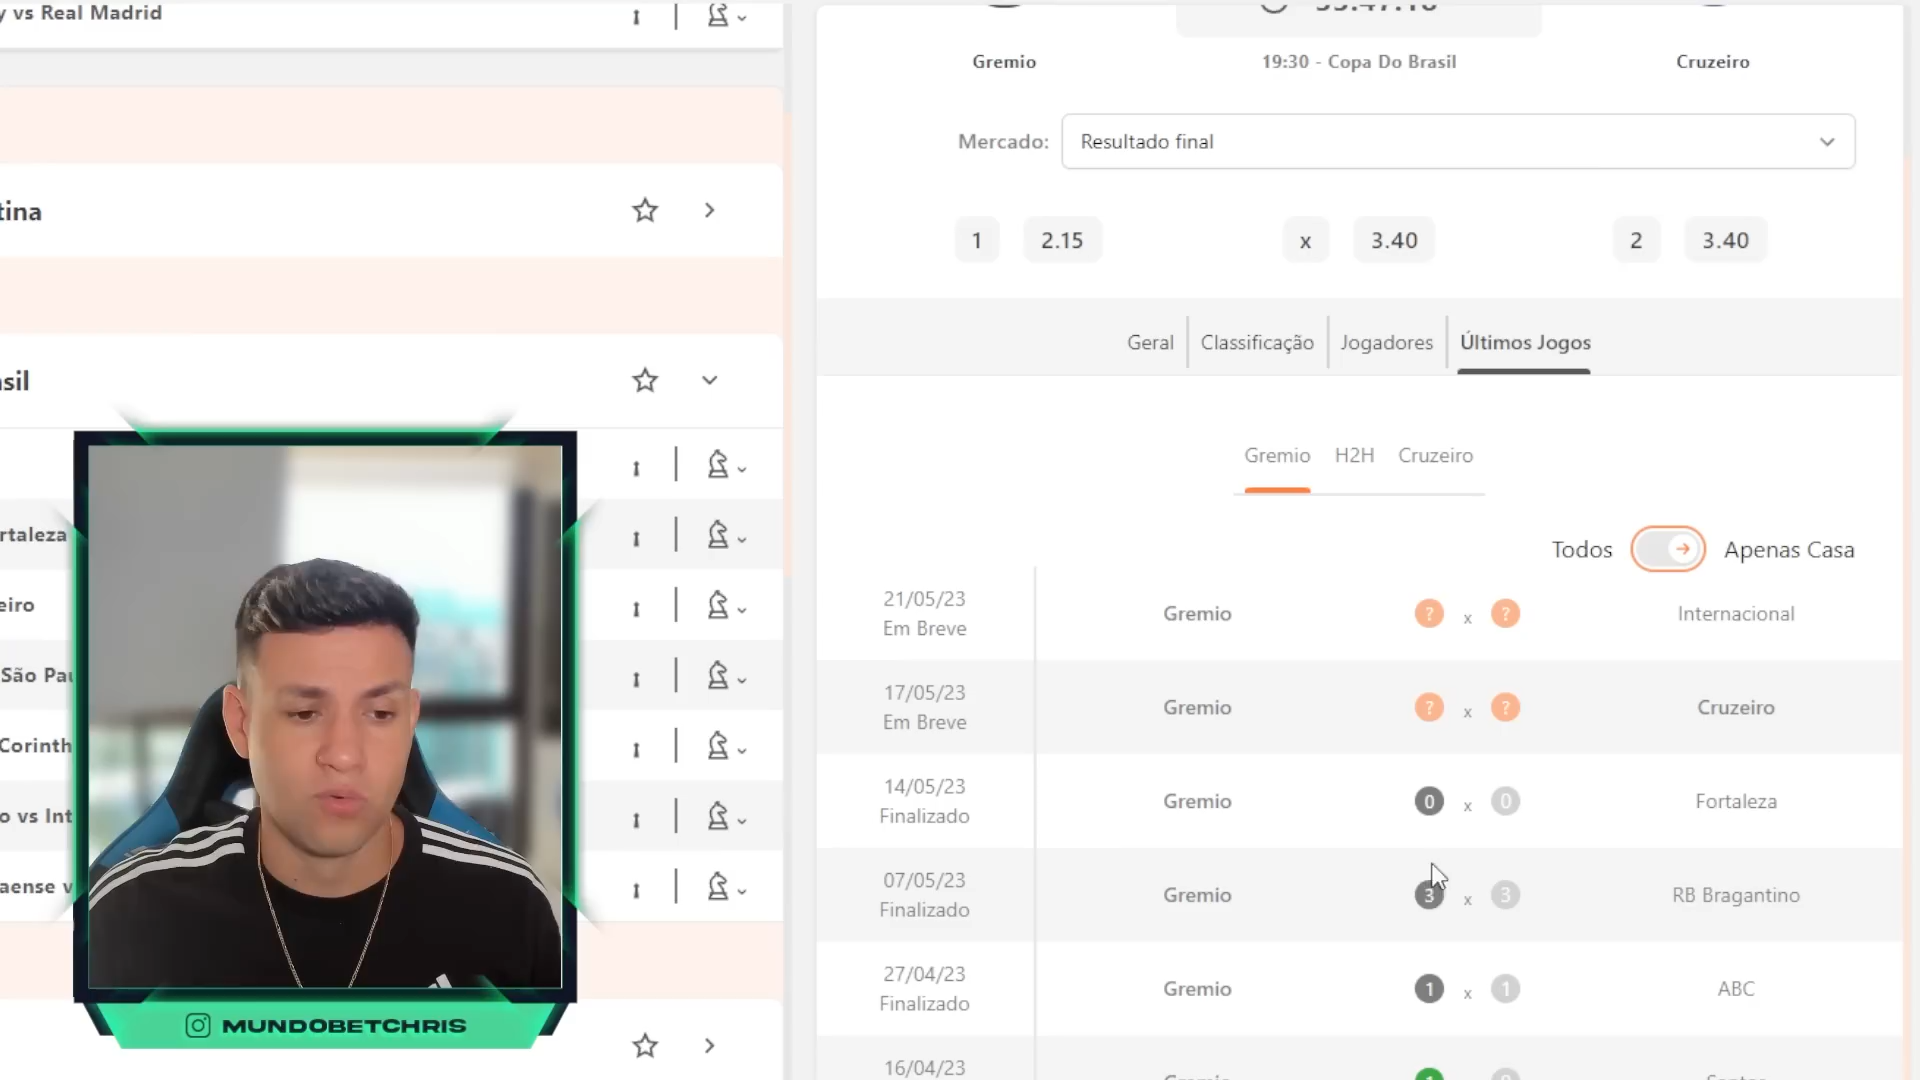 vs Real Madrid
tina
sil
rtaleza
eiro
São Pau
Corinth
o vs Int
aense v
MUNDOBETCHRIS
Gremio
19:30 - Copa Do Brasil
Cruzeiro
Mercado:
Resultado final
1 2.15 x 3.40 2 3.40
Geral Classificação Jogadores Últimos Jogos
Gremio H2H Cruzeiro
Todos Apenas Casa
21/05/23
Em Breve
Gremio ? x ? Internacional
17/05/23
Em Breve
Gremio ? x ? Cruzeiro
14/05/23
Finalizado
Gremio 0 x 0 Fortaleza
07/05/23
Finalizado
Gremio 3 x 3 RB Bragantino
27/04/23
Finalizado
Gremio 1 x 1 ABC
16/04/23